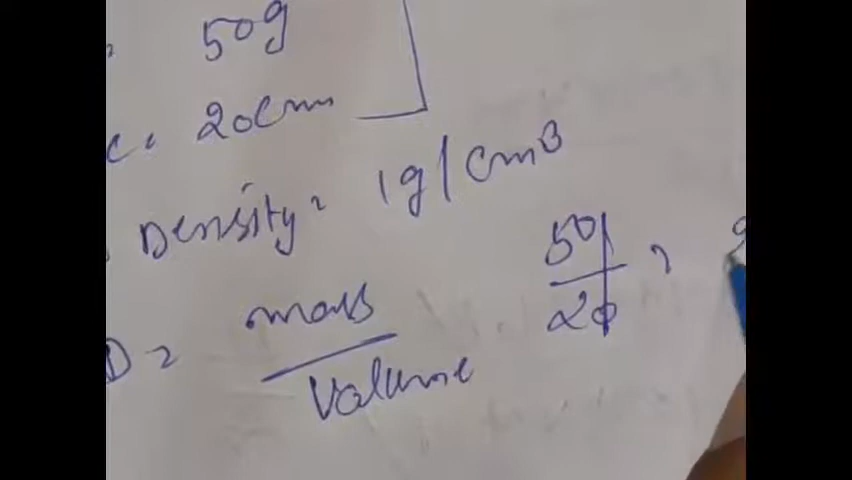 50g
20cm
Density = 1g/cm3
50/20 =
D = mass/Volume